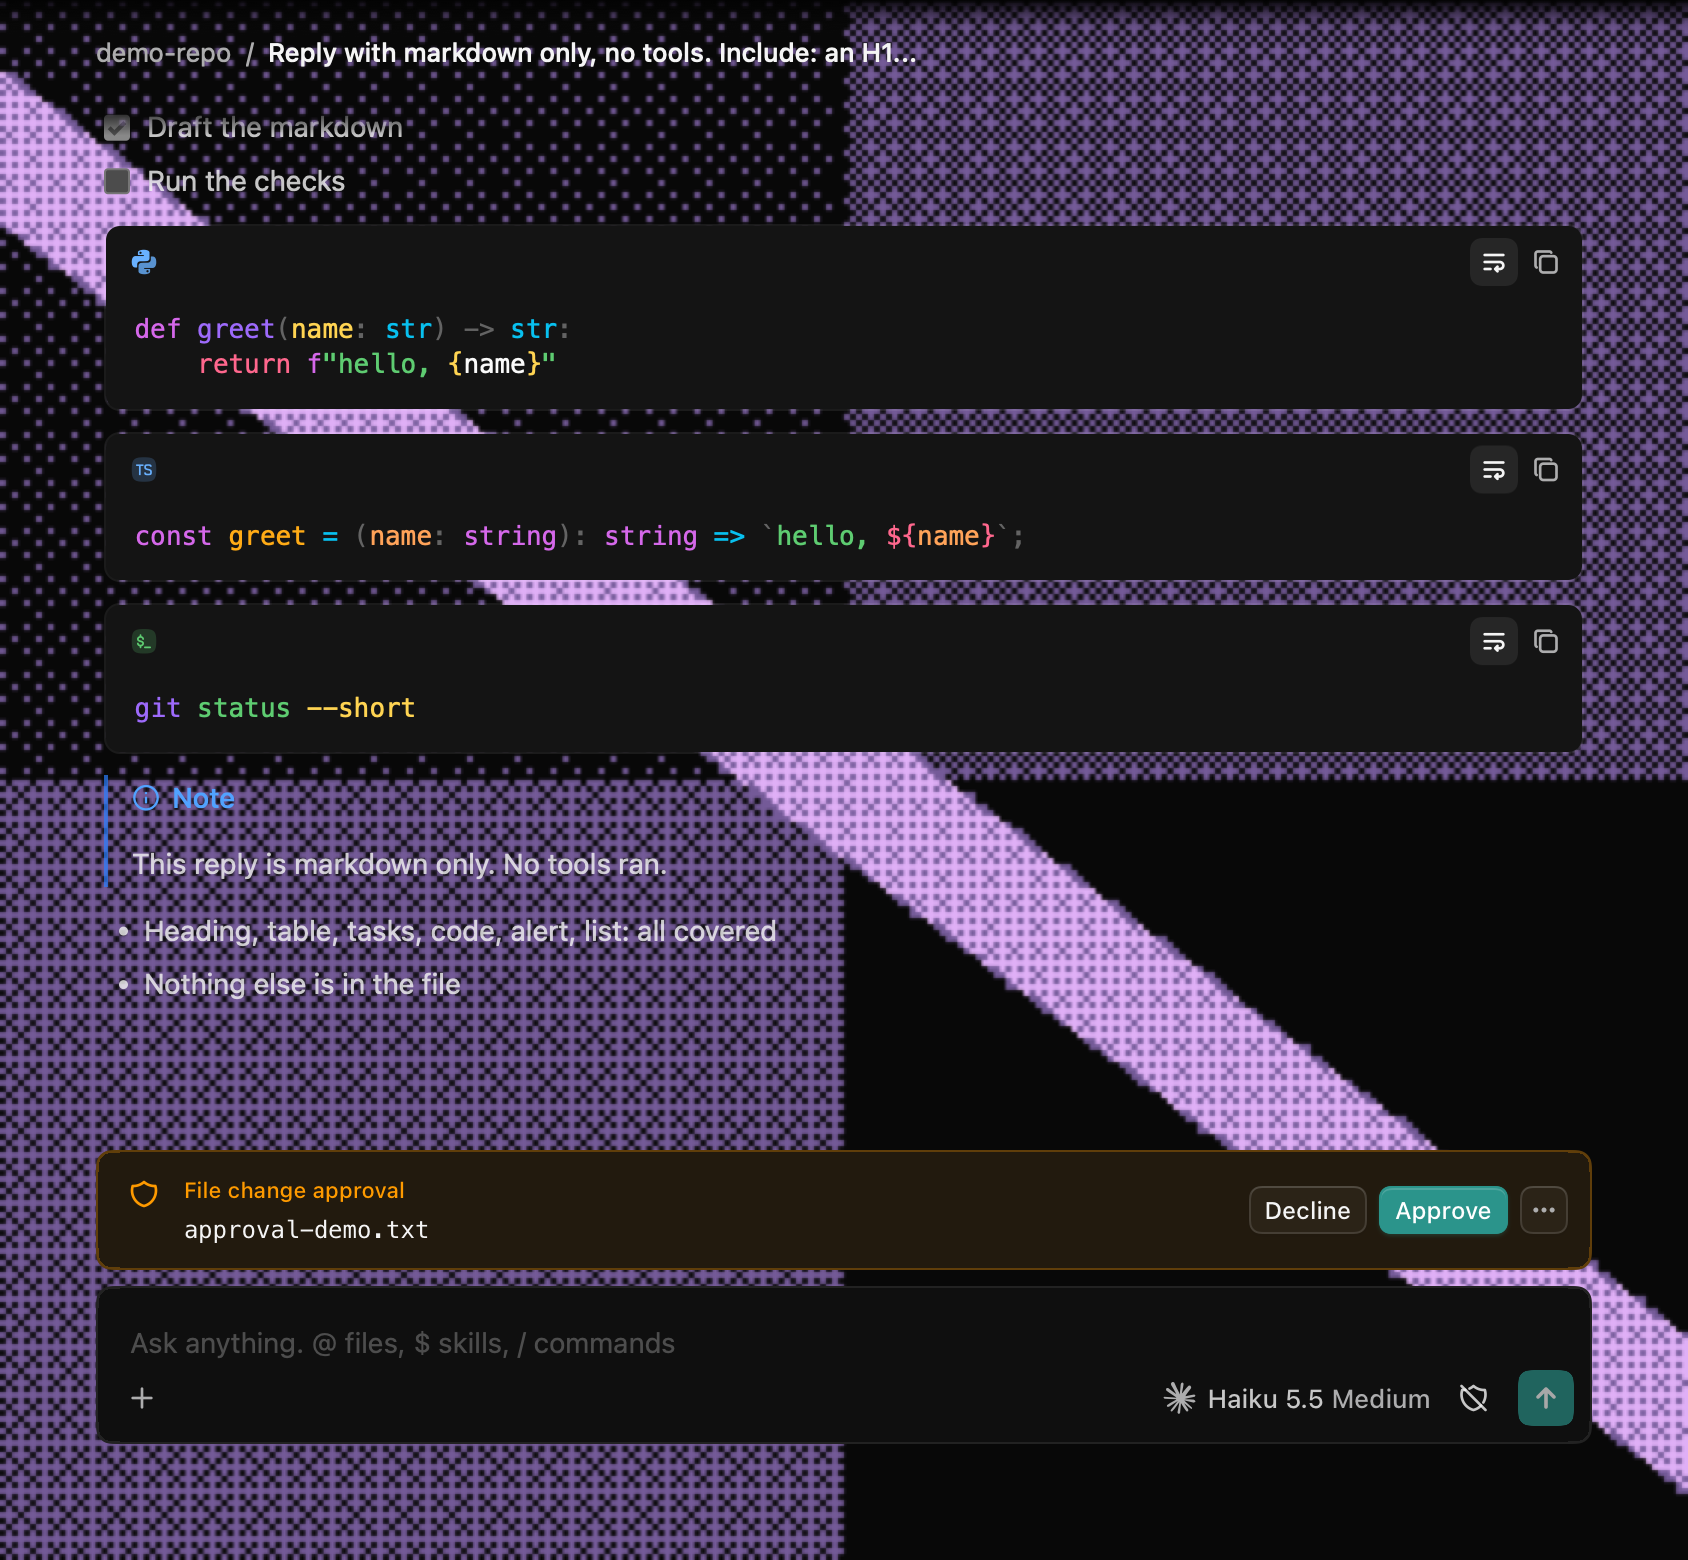 demo-repo / Reply with markdown only, no tools. Include: an H1...
Draft the markdown
Run the checks
def greet(name: str) -> str:
    return f"hello, {name}"
TS
const greet = (name: string): string => `hello, ${name}`;
$_
git status --short
Note
This reply is markdown only. No tools ran.
• Heading, table, tasks, code, alert, list: all covered
• Nothing else is in the file
File change approval
approval-demo.txt
Decline
Approve
Ask anything. @ files, $ skills, / commands
Haiku 5.5 Medium